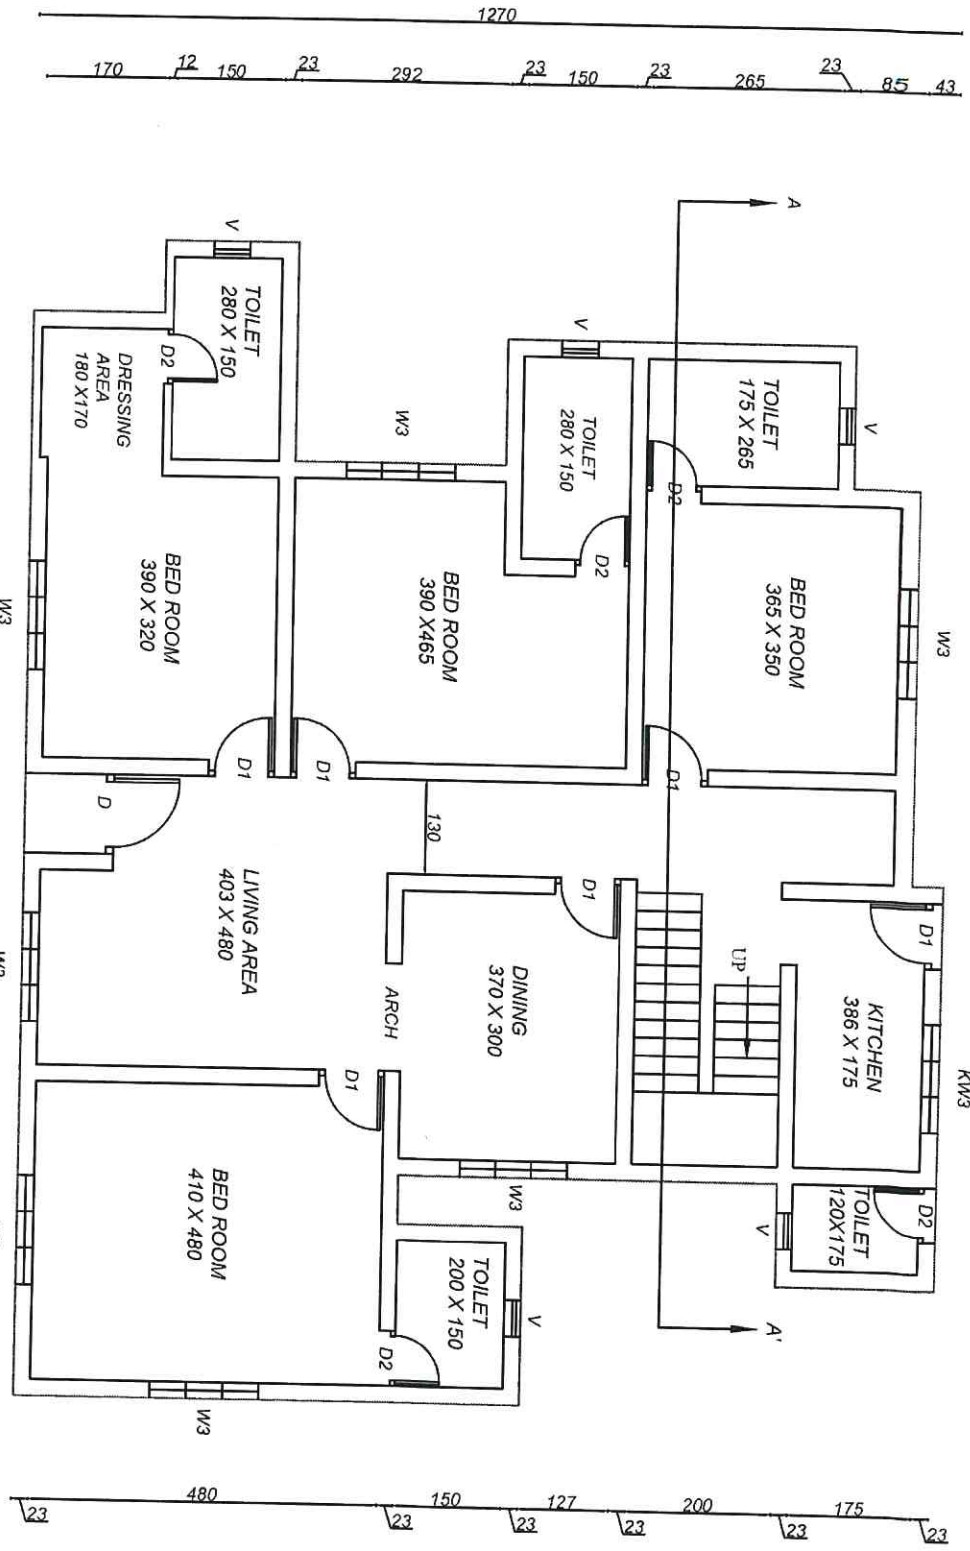 1270
170
12
150
23
292
23
150
23
265
23
85
43
A
V
TOILET
280 X 150
D2
DRESSING
AREA
180 X170
W3
V
TOILET
280 X 150
D2
TOILET
175 X 265
V
D2
BED ROOM
390 X 320
W3
BED ROOM
390 X465
BED ROOM
365 X 350
W3
D1
D1
D1
D
130
LIVING AREA
403 X 480
ARCH
D1
DINING
370 X 300
UP
D1
KITCHEN
386 X 175
KW3
D1
BED ROOM
410 X 480
W3
W3
TOILET
200 X 150
V
D2
V
TOILET
120X175
D2
A'
480
150
127
200
175
23
23
23
23
23
23